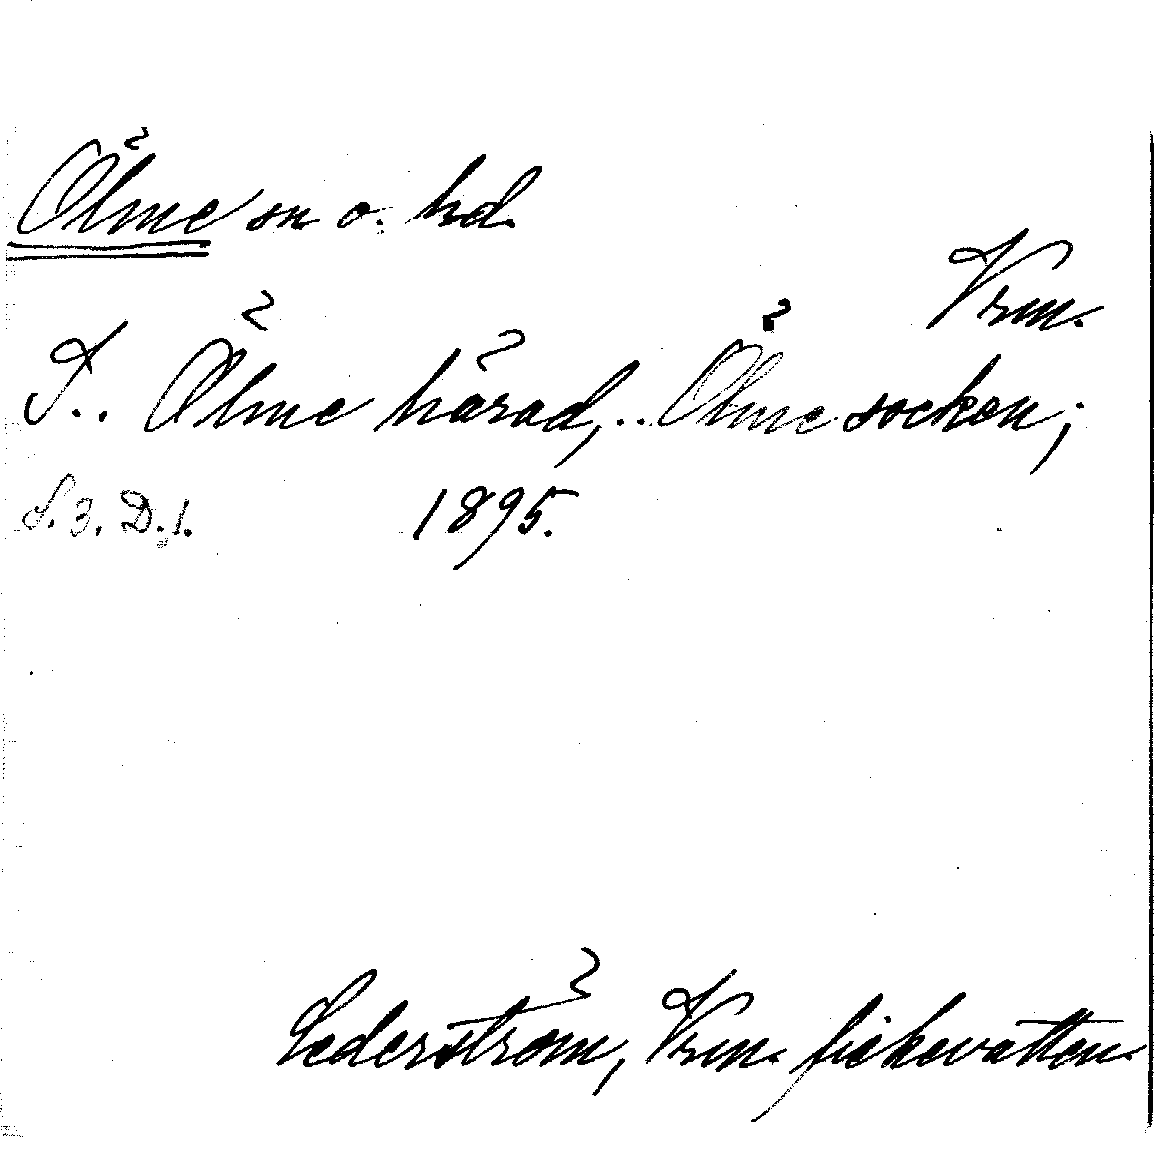 Ölme sn o. hd.
Vrm.
I.. Ölme härad,.. Ölme socken;
S. 3. D. 1. 1895.
Cederström, Vrm. fiskevatten.